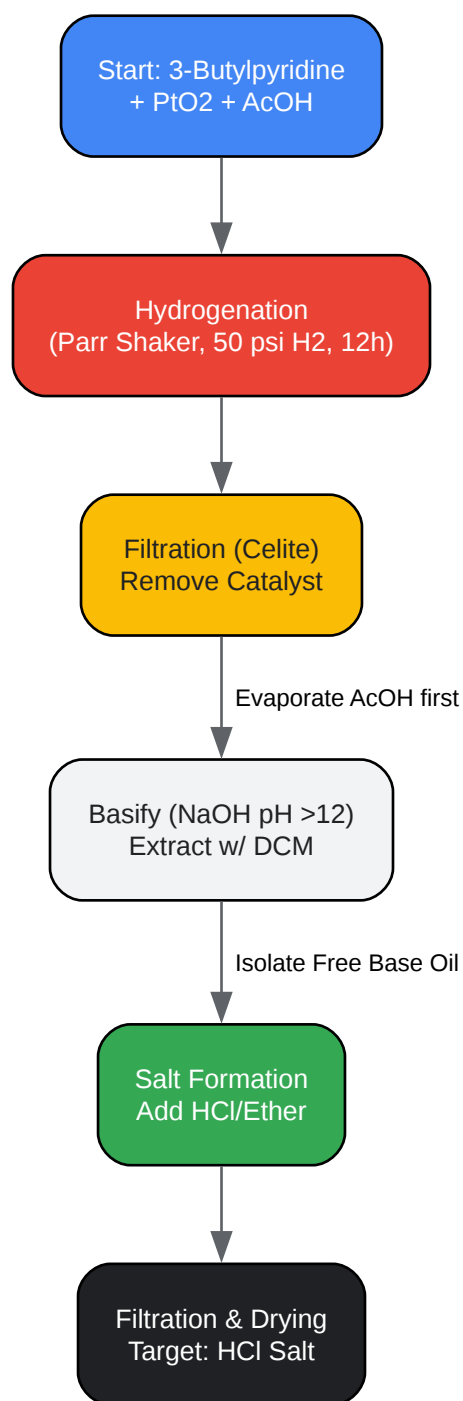 Start: 3-Butylpyridine
+ PtO2 + AcOH
Hydrogenation
(Parr Shaker, 50 psi H2, 12h)
Filtration (Celite)
Remove Catalyst
Evaporate AcOH first
Basify (NaOH pH >12)
Extract w/ DCM
Isolate Free Base Oil
Salt Formation
Add HCl/Ether
Filtration & Drying
Target: HCl Salt